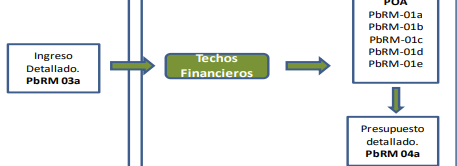 POA
PbRM-01a
PbRM-01b
PbRM-01c
PbRM-01d
PbRM-01e
Ingreso
Detallado.
PbRM 03a
Techos
Financieros
Presupuesto
detallado.
PbRM 04a